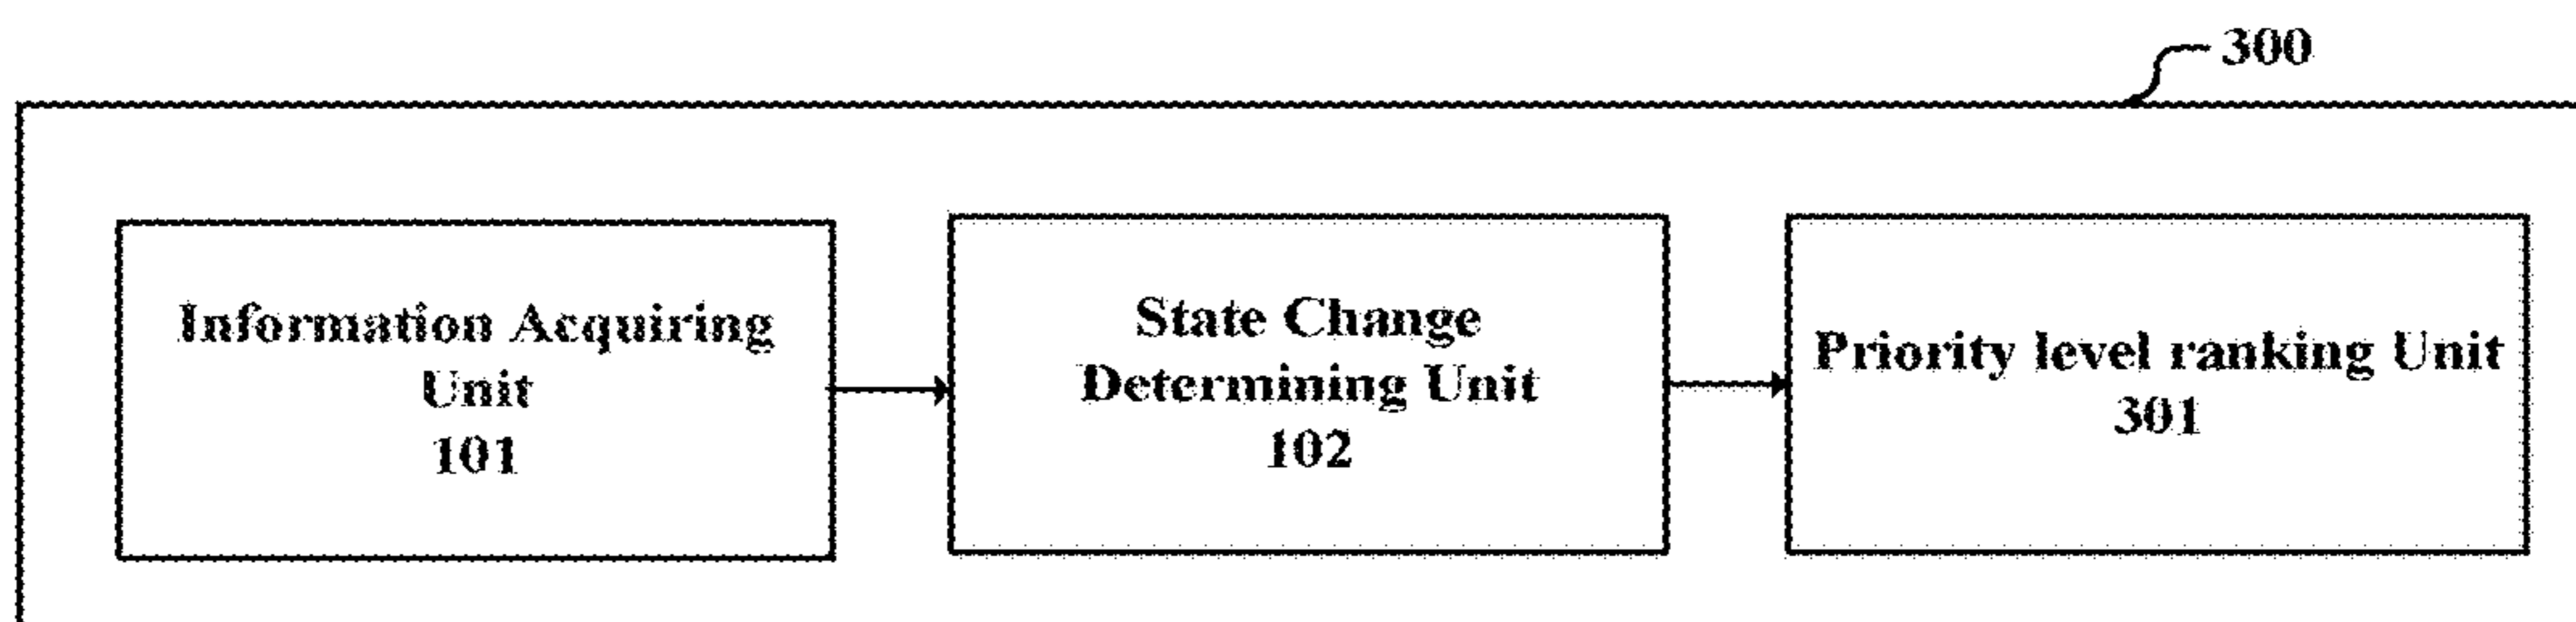 300
Information Acquiring
Unit
101
State Change
Determining Unit
102
Priority level ranking Unit
301